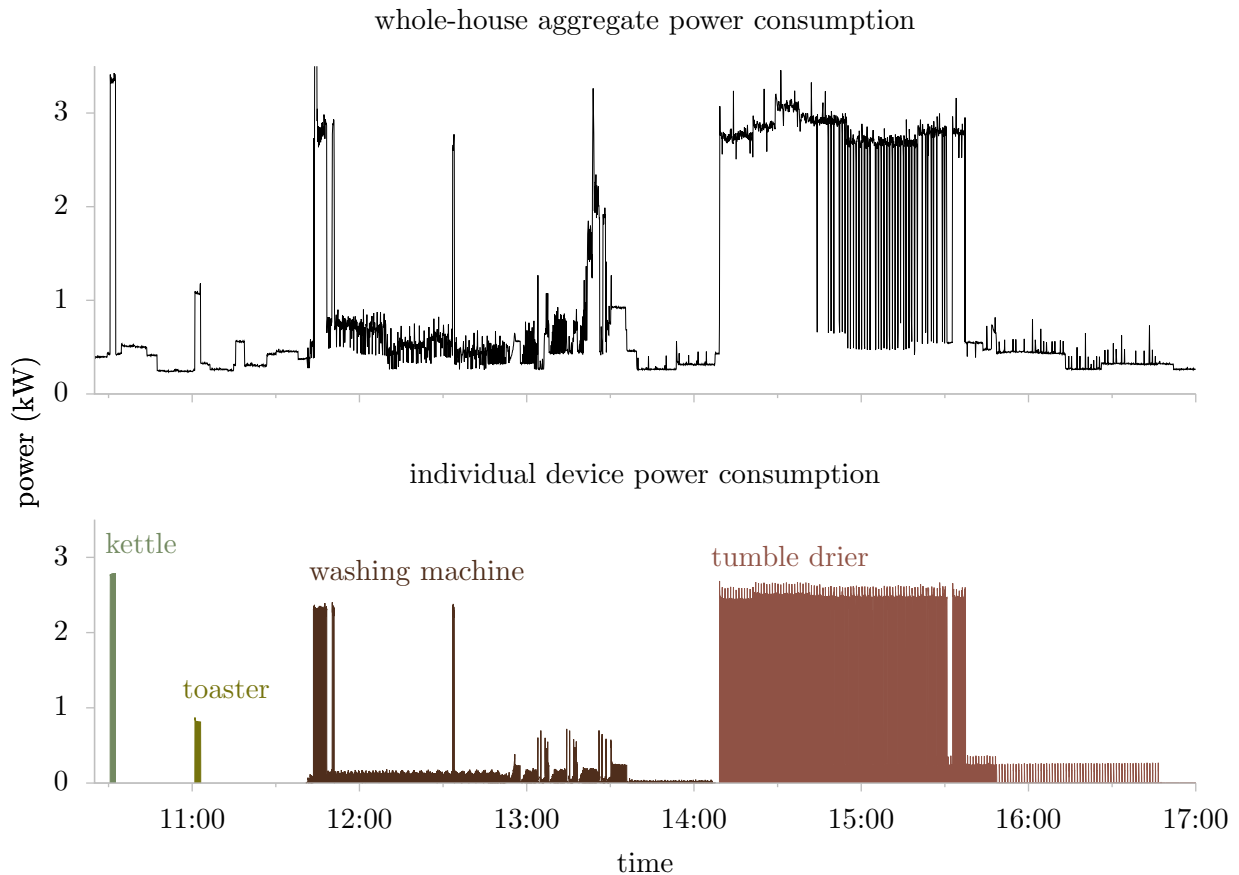 whole-house aggregate power consumption
3
2
1
0
power (kW)
individual device power consumption
kettle
washing machine
tumble drier
toaster
3
2
1
0
11:00 12:00 13:00 14:00 15:00 16:00 17:00
time